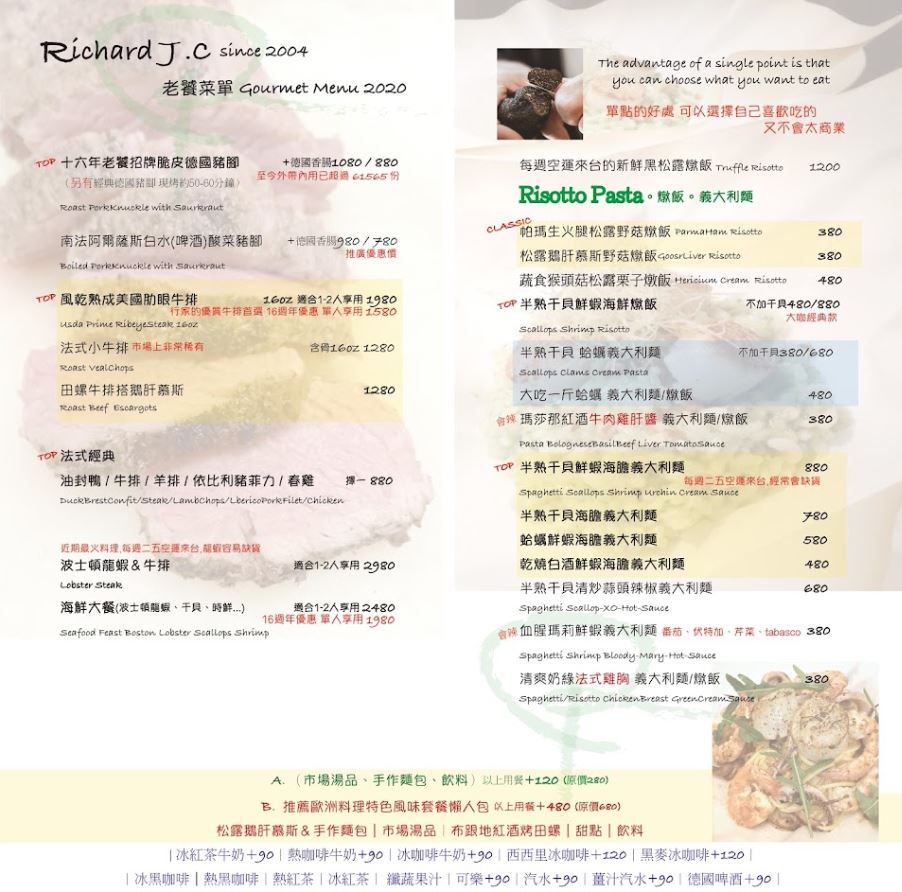 Richard J.C since 2004
老饕菜單 Gourmet Menu 2020
TOP 十六年老饕招牌脆皮德國豬腳 +德國香腸1080 / 880
(另有經典德國豬腳 現烤約50-60分鐘) 至今外帶內用已超過 61565 份
Roast PorkKnuckle with Saurkraut
南法阿爾薩斯白水(啤酒)酸菜豬腳 +德國香腸980 / 780
推廣優惠價
Boiled PorkKnuckle with Saurkraut
TOP 風乾熟成美國肋眼牛排 16oz 適合1-2人享用 1980
行家的優質牛排首選 16週年優惠 單人享用 1580
Usda Prime RibeyeSteak 16oz
法式小牛排 市場上非常稀有 含骨16oz 1280
Roast VealChops
田螺牛排搭鵝肝慕斯 1280
Roast Beef Escargots
TOP 法式經典
油封鴨 / 牛排 / 羊排 / 依比利豬菲力 / 春雞 擇一 880
DuckBrestConfit/Steak/LambChops/LbericoPorkFilet/Chicken
近期最火料理,每週二五空運來台,龍蝦容易缺貨
波士頓龍蝦&牛排 適合1-2人享用 2980
Lobster Steak
海鮮大餐(波士頓龍蝦、干貝、時鮮...) 適合1-2人享用 2480
16週年優惠 單人享用 1980
Seafood Feast Boston Lobster Scallops Shrimp
The advantage of a single point is that
you can choose what you want to eat
單點的好處 可以選擇自己喜歡吃的
又不會太商業
每週空運來台的新鮮黑松露燉飯 Truffle Risotto 1200
Risotto Pasta。燉飯。義大利麵
CLASSIC
帕瑪生火腿松露野菇燉飯 ParmaHam Risotto 380
松露鵝肝慕斯野菇燉飯GoosrLiver Risotto 380
蔬食猴頭菇松露栗子燉飯 Hericium Cream Risotto 480
TOP 半熟干貝鮮蝦海鮮燉飯 不加干貝480/880
大咖經典款
Scallops Shrimp Risotto
半熟干貝 蛤蠣義大利麵 不加干貝380/680
Scallops Clams Cream Pasta
大吃一斤蛤蠣 義大利麵/燉飯 480
會辣 瑪莎那紅酒牛肉雞肝醬 義大利麵/燉飯 380
Pasta BologneseBasilBeef Liver TomatoSauce
TOP 半熟干貝鮮蝦海膽義大利麵 880
每週二五空運來台,經常會缺貨
Spaghetti Scallops Shrimp Urchin Cream Sauce
半熟干貝海膽義大利麵 780
蛤蠣鮮蝦海膽義大利麵 580
乾燒白酒鮮蝦海膽義大利麵 480
半熟干貝清炒蒜頭辣椒義大利麵 680
Spaghetti Scallop-XO-Hot-Sauce
會辣 血腥瑪莉鮮蝦義大利麵 番茄、伏特加、芹菜、tabasco 380
Spaghetti Shrimp Bloody-Mary-Hot-Sauce
清爽奶綠法式雞胸 義大利麵/燉飯 380
Spaghetti/Risotto ChickenBreast GreenCreamSauce
A. (市場湯品、手作麵包、飲料) 以上用餐+120 (原價280)
B. 推薦歐洲料理特色風味套餐懶人包 以上用餐+480 (原價680)
松露鵝肝慕斯&手作麵包|市場湯品|布跟地紅酒烤田螺|甜點|飲料
|冰紅茶牛奶+90|熱咖啡牛奶+90|冰咖啡牛奶+90|西西里冰咖啡+120|黑麥冰咖啡+120|
|冰黑咖啡|熱黑咖啡|熱紅茶|冰紅茶| 纖蔬果汁|可樂+90|汽水+90|薑汁汽水+90|德國啤酒+90|